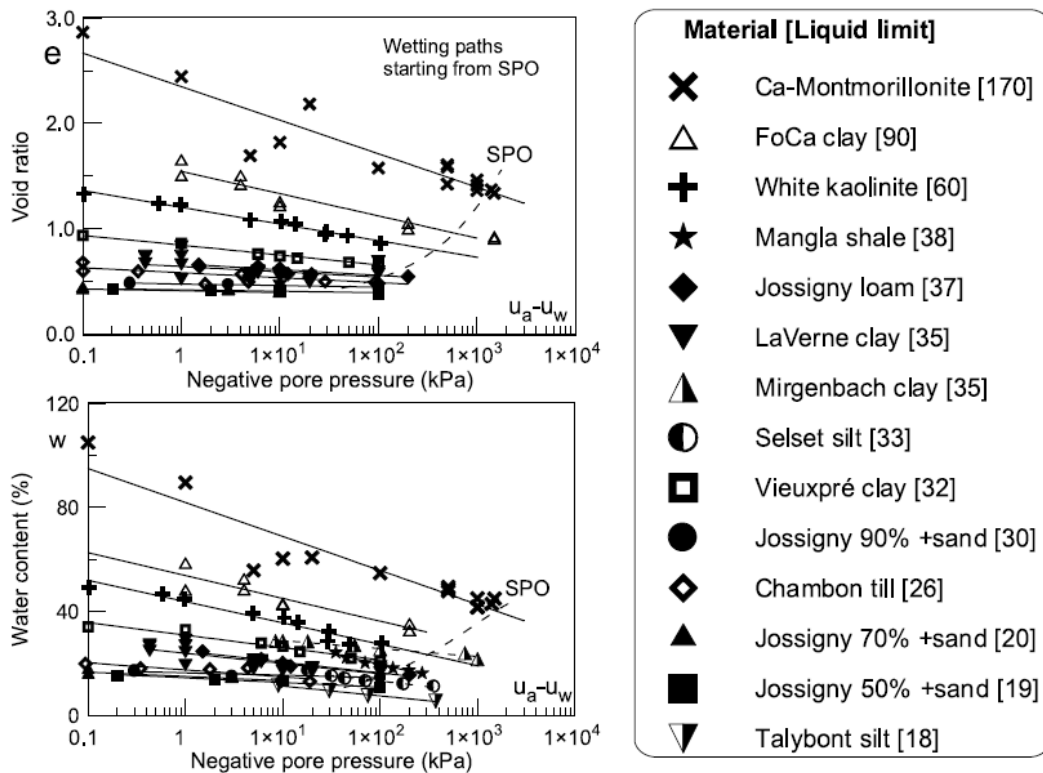 3.0
e
Wetting paths
starting from SPO
2.0
SPO
Void ratio
1.0
0.0
uₐ-u_w
0.1 1 1×10¹ 1×10² 1×10³ 1×10⁴
Negative pore pressure (kPa)
120
w
80
Water content (%)
SPO
40
uₐ-u_w
0
0.1 1 1×10¹ 1×10² 1×10³ 1×10⁴
Negative pore pressure (kPa)
Material [Liquid limit]
Ca-Montmorillonite [170]
FoCa clay [90]
White kaolinite [60]
Mangla shale [38]
Jossigny loam [37]
LaVerne clay [35]
Mirgenbach clay [35]
Selset silt [33]
Vieuxpré clay [32]
Jossigny 90% +sand [30]
Chambon till [26]
Jossigny 70% +sand [20]
Jossigny 50% +sand [19]
Talybont silt [18]